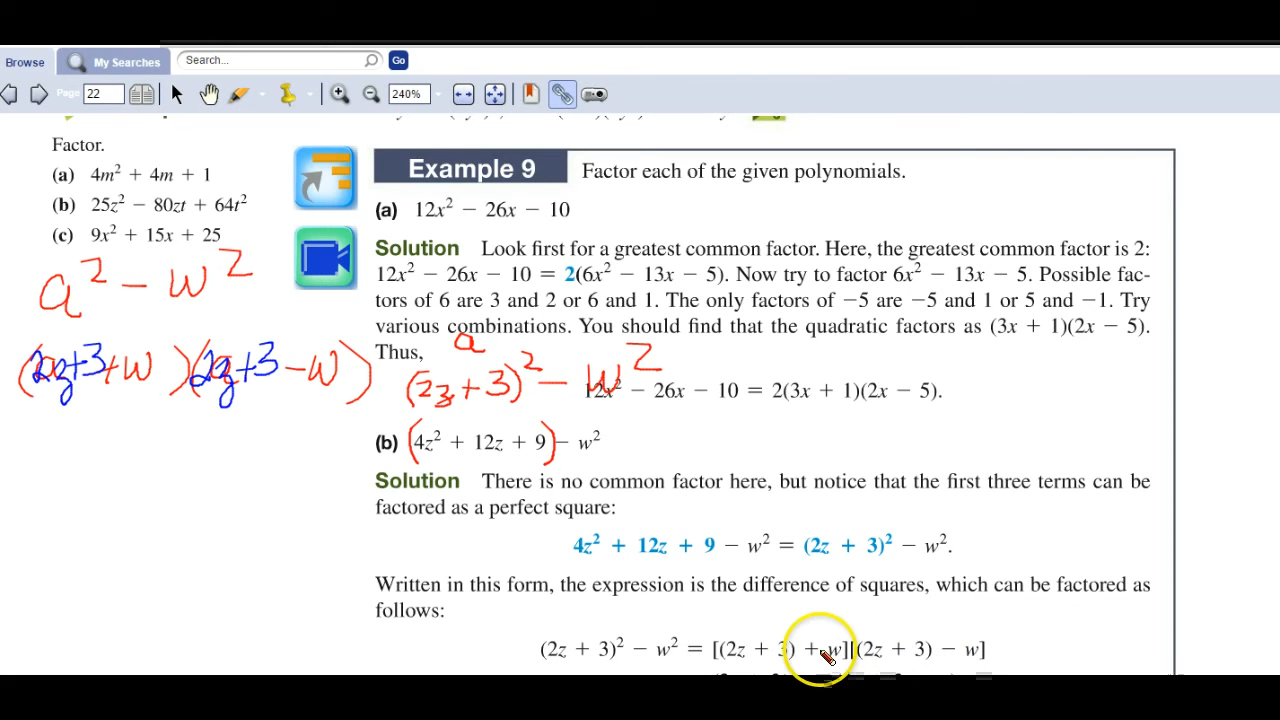 Browse My Searches Search... Go
Page 22 240%
Factor.
(a) 4m² + 4m + 1
(b) 25z² − 80zt + 64t²
(c) 9x² + 15x + 25
a² − w²
(2z+3+w)(2z+3−w)
Example 9 Factor each of the given polynomials.
(a) 12x² − 26x − 10
Solution Look first for a greatest common factor. Here, the greatest common factor is 2:
12x² − 26x − 10 = 2(6x² − 13x − 5). Now try to factor 6x² − 13x − 5. Possible fac-
tors of 6 are 3 and 2 or 6 and 1. The only factors of −5 are −5 and 1 or 5 and −1. Try
various combinations. You should find that the quadratic factors as (3x + 1)(2x − 5).
Thus,
a
(2z+3)² − w²
12x² − 26x − 10 = 2(3x + 1)(2x − 5).
(b) (4z² + 12z + 9) − w²
Solution There is no common factor here, but notice that the first three terms can be
factored as a perfect square:
4z² + 12z + 9 − w² = (2z + 3)² − w².
Written in this form, the expression is the difference of squares, which can be factored as
follows:
(2z + 3)² − w² = [(2z + 3) + w][(2z + 3) − w]